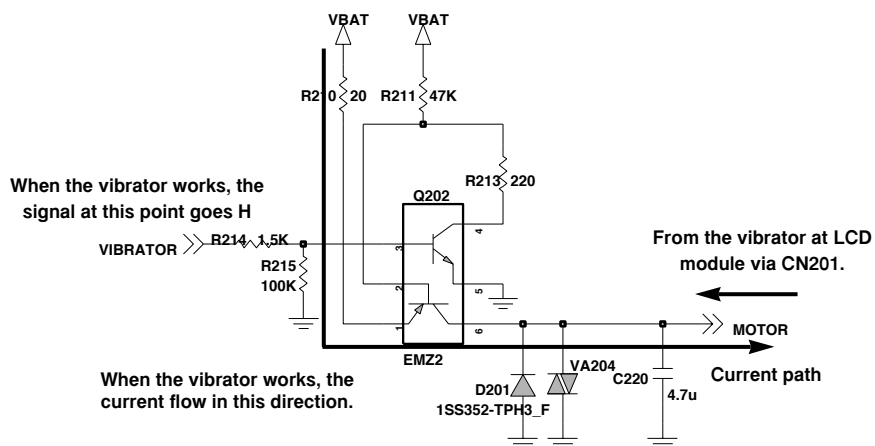 VBAT VBAT
R210 20 R211 47K
R213 220
When the vibrator works, the
signal at this point goes H
Q202
4
VIBRATOR R214 1.5K
3
From the vibrator at LCD
module via CN201.
R215
100K
2
5
1
6
MOTOR
EMZ2
When the vibrator works, the
current flow in this direction.
D201
1SS352-TPH3_F
VA204
C220
4.7u
Current path